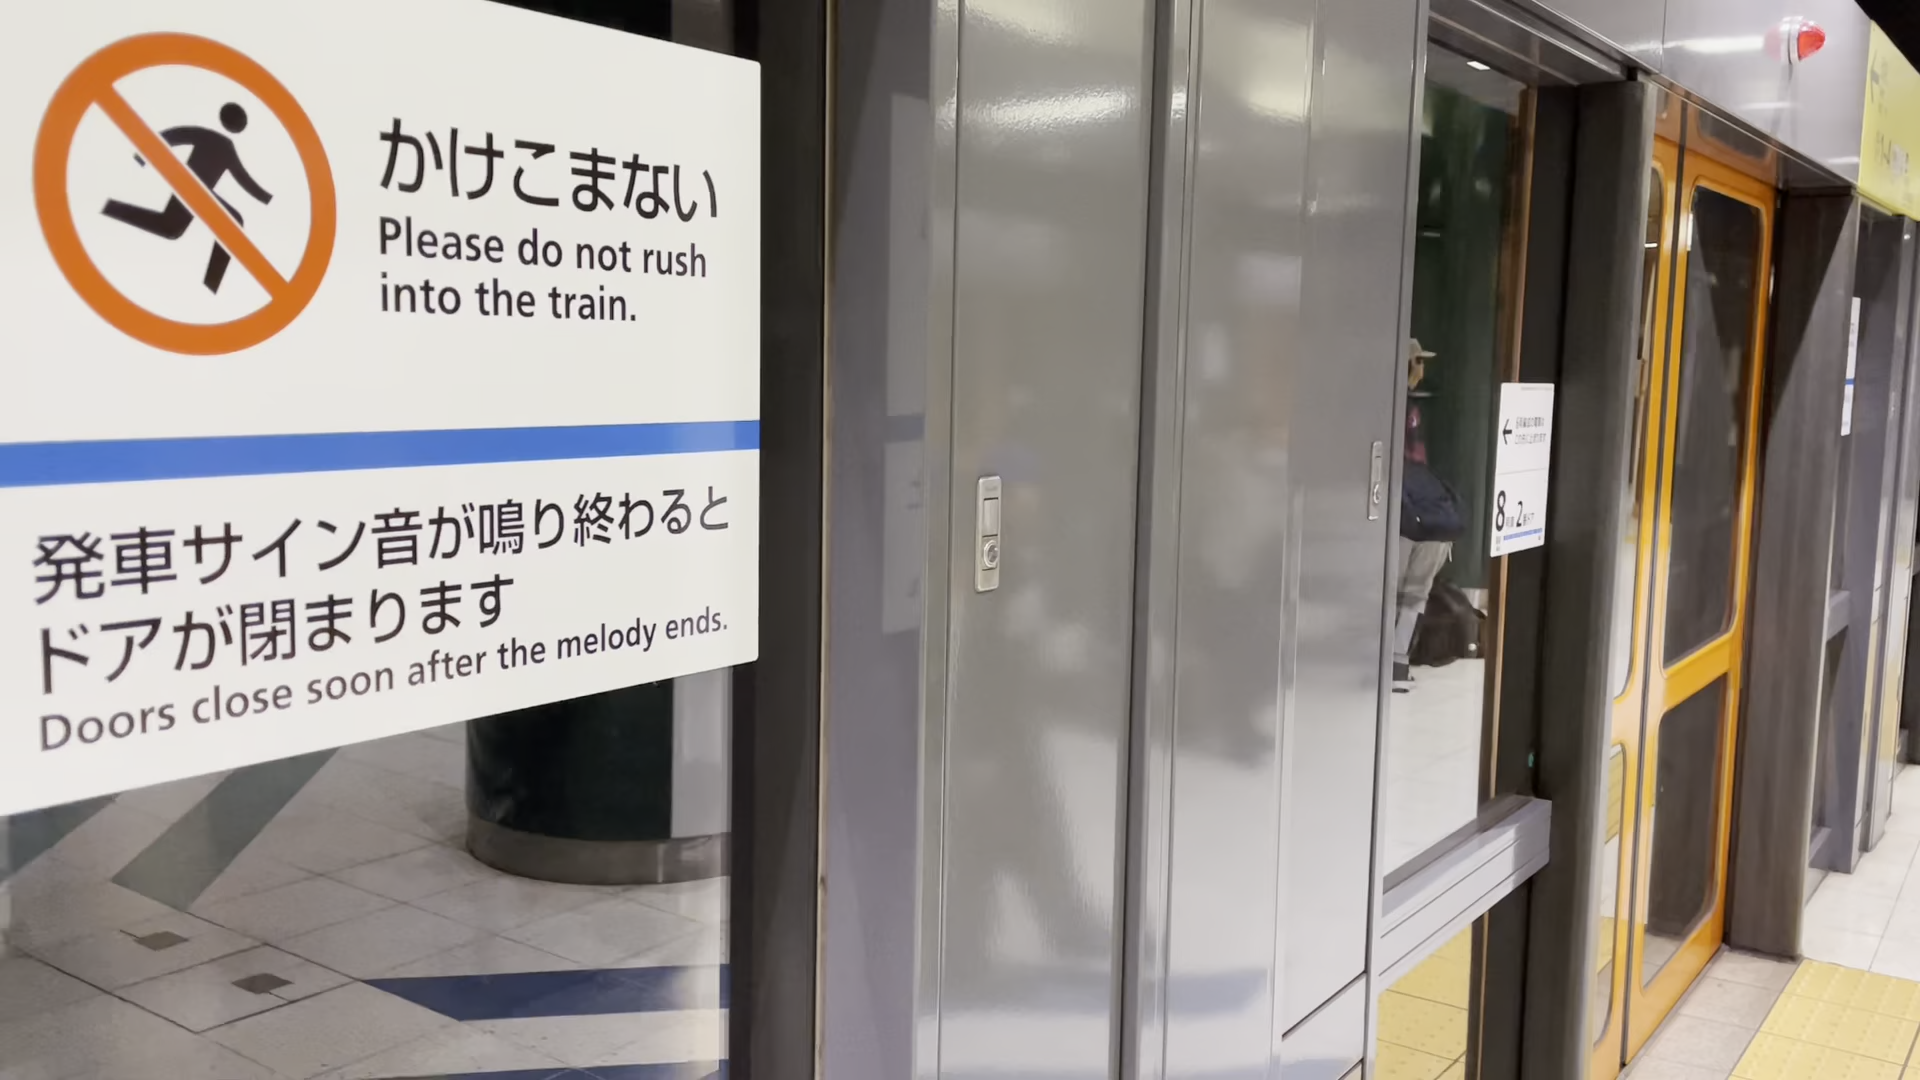 かけこまない
Please do not rush
into the train.
発車サイン音が鳴り終わると
ドアが閉まります
Doors close soon after the melody ends.
←
8
2